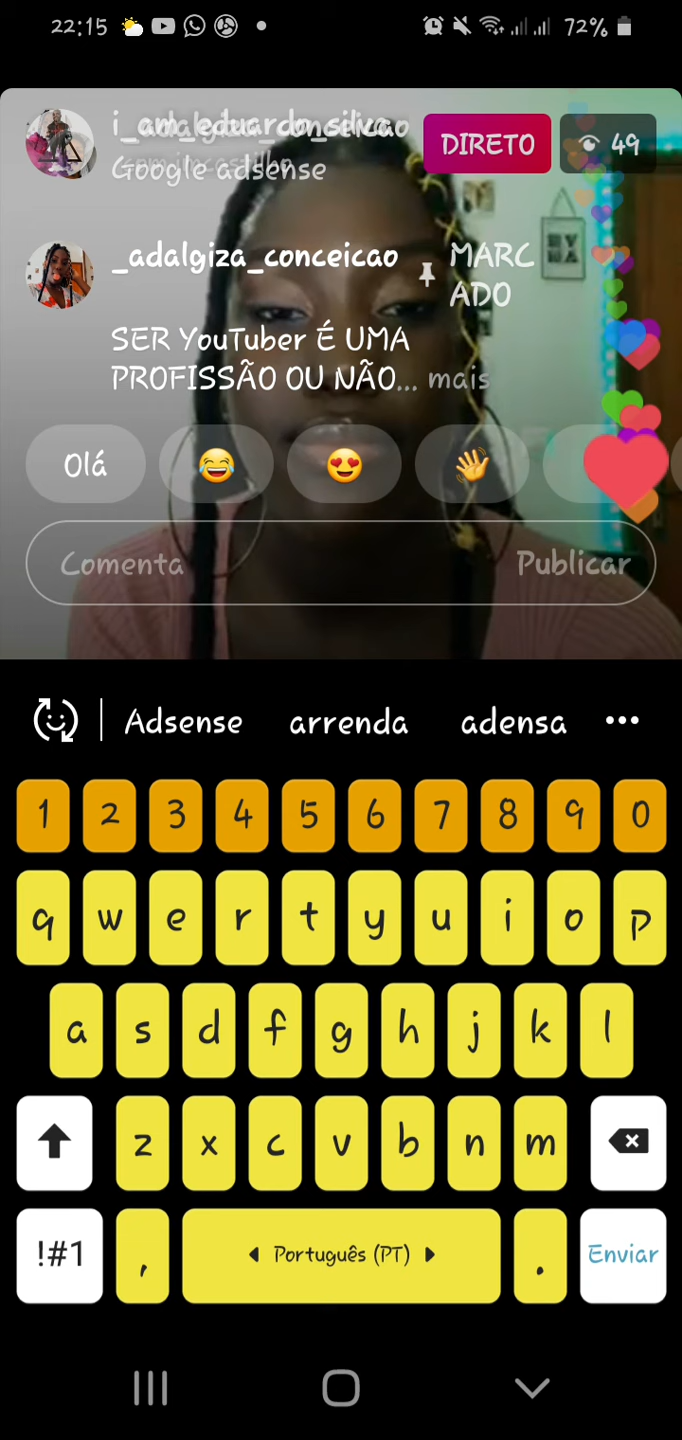 22:15 72%
i_am_eduardo_silva
DIRETO 49
Google adsense
_adalgiza_conceicao
MARC
ADO
SER YouTuber É UMA
PROFISSÃO OU NÃO... mais
Olá
Comenta Publicar
Adsense arrenda adensa
1 2 3 4 5 6 7 8 9 0
q w e r t y u i o p
a s d f g h j k l
z x c v b n m
!#1 , Português (PT) . Enviar